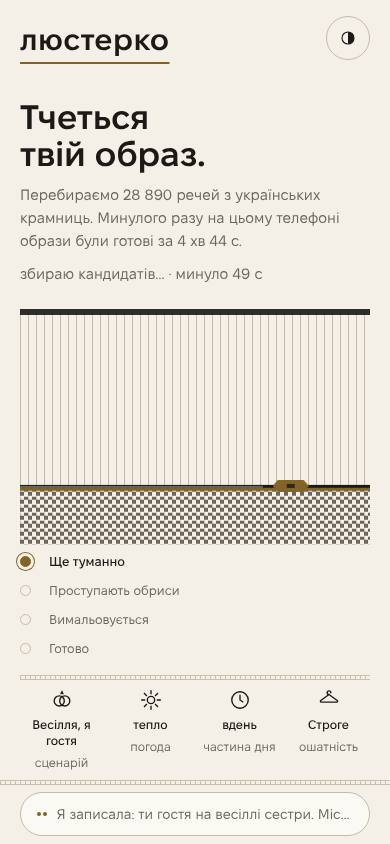 люстерко
Тчеться
твій образ.
Перебираємо 28 890 речей з українських
крамниць. Минулого разу на цьому телефоні
образи були готові за 4 хв 44 с.
збираю кандидатів… · минуло 49 с
Ще туманно
Проступають обриси
Вимальовується
Готово
Весілля, я
гостя
сценарій
тепло
погода
вдень
частина дня
Строге
ошатність
Я записала: ти гостя на весіллі сестри. Міс…